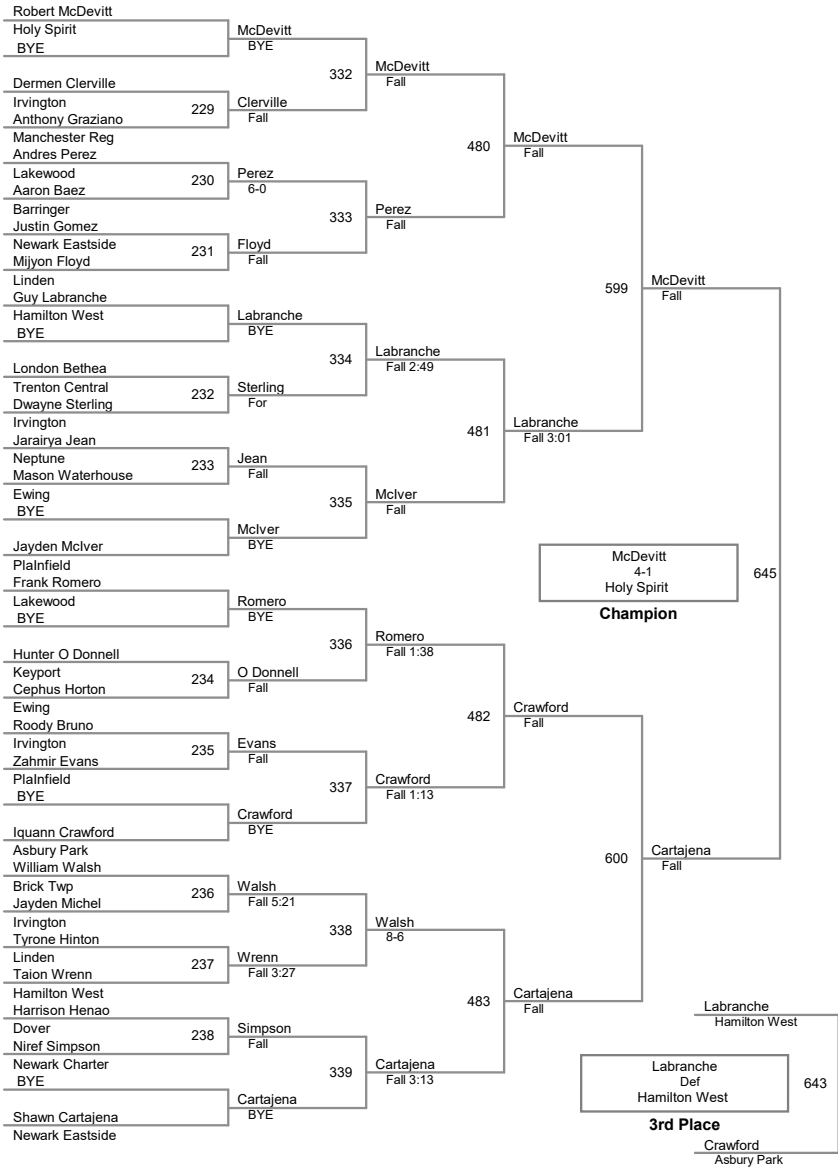 Robert McDevitt
Holy Spirit
BYE
McDevitt
BYE
332
McDevitt
Fall
Dermen Clerville
Irvington
229
Anthony Graziano
Clerville
Fall
Manchester Reg
480
McDevitt
Fall
Andres Perez
Lakewood
230
Aaron Baez
Perez
6-0
Barringer
333
Perez
Fall
Justin Gomez
Newark Eastside
231
Mijyon Floyd
Floyd
Fall
Linden
599
McDevitt
Fall
Guy Labranche
Hamilton West
BYE
Labranche
BYE
334
Labranche
Fall 2:49
London Bethea
Trenton Central
232
Dwayne Sterling
Sterling
For
Irvington
481
Labranche
Fall 3:01
Jarairya Jean
Neptune
233
Mason Waterhouse
Jean
Fall
Ewing
335
McIver
Fall
BYE
McIver
BYE
Jayden McIver
Plalnfield
McDevitt
4-1
Holy Spirit
645
Champion
Frank Romero
Lakewood
BYE
Romero
BYE
336
Romero
Fall 1:38
Hunter O Donnell
Keyport
234
Cephus Horton
O Donnell
Fall
Ewing
482
Crawford
Fall
Roody Bruno
Irvington
235
Zahmir Evans
Evans
Fall
Plalnfield
337
Crawford
Fall 1:13
BYE
Crawford
BYE
Iquann Crawford
Asbury Park
600
Cartajena
Fall
William Walsh
Brick Twp
236
Jayden Michel
Walsh
Fall 5:21
Irvington
338
Walsh
8-6
Tyrone Hinton
Linden
237
Taion Wrenn
Wrenn
Fall 3:27
Hamilton West
483
Cartajena
Fall
Harrison Henao
Dover
238
Niref Simpson
Simpson
Fall
Newark Charter
339
Cartajena
Fall 3:13
BYE
Cartajena
BYE
Shawn Cartajena
Newark Eastside
Labranche
Hamilton West
Labranche
Def
Hamilton West
643
3rd Place
Crawford
Asbury Park